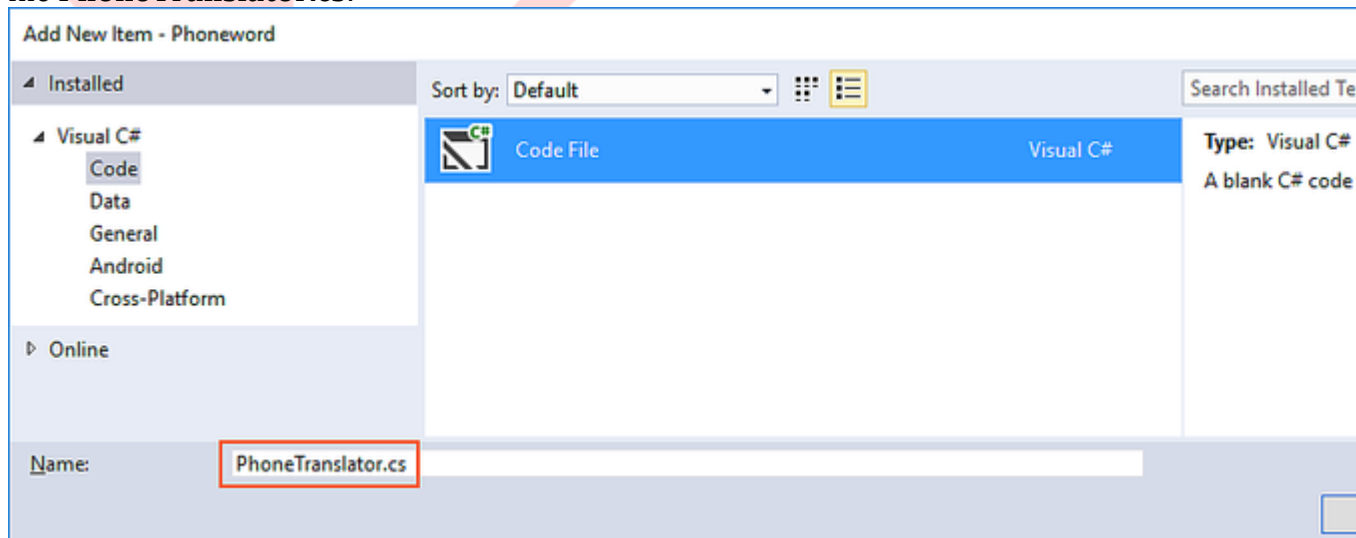 Add New Item - Phoneword
Installed
Sort by: Default
Search Installed Te
Visual C#
Code
Data
General
Android
Cross-Platform
Online
C#
Code File
Visual C#
Type: Visual C#
A blank C# code
Name:
PhoneTranslator.cs